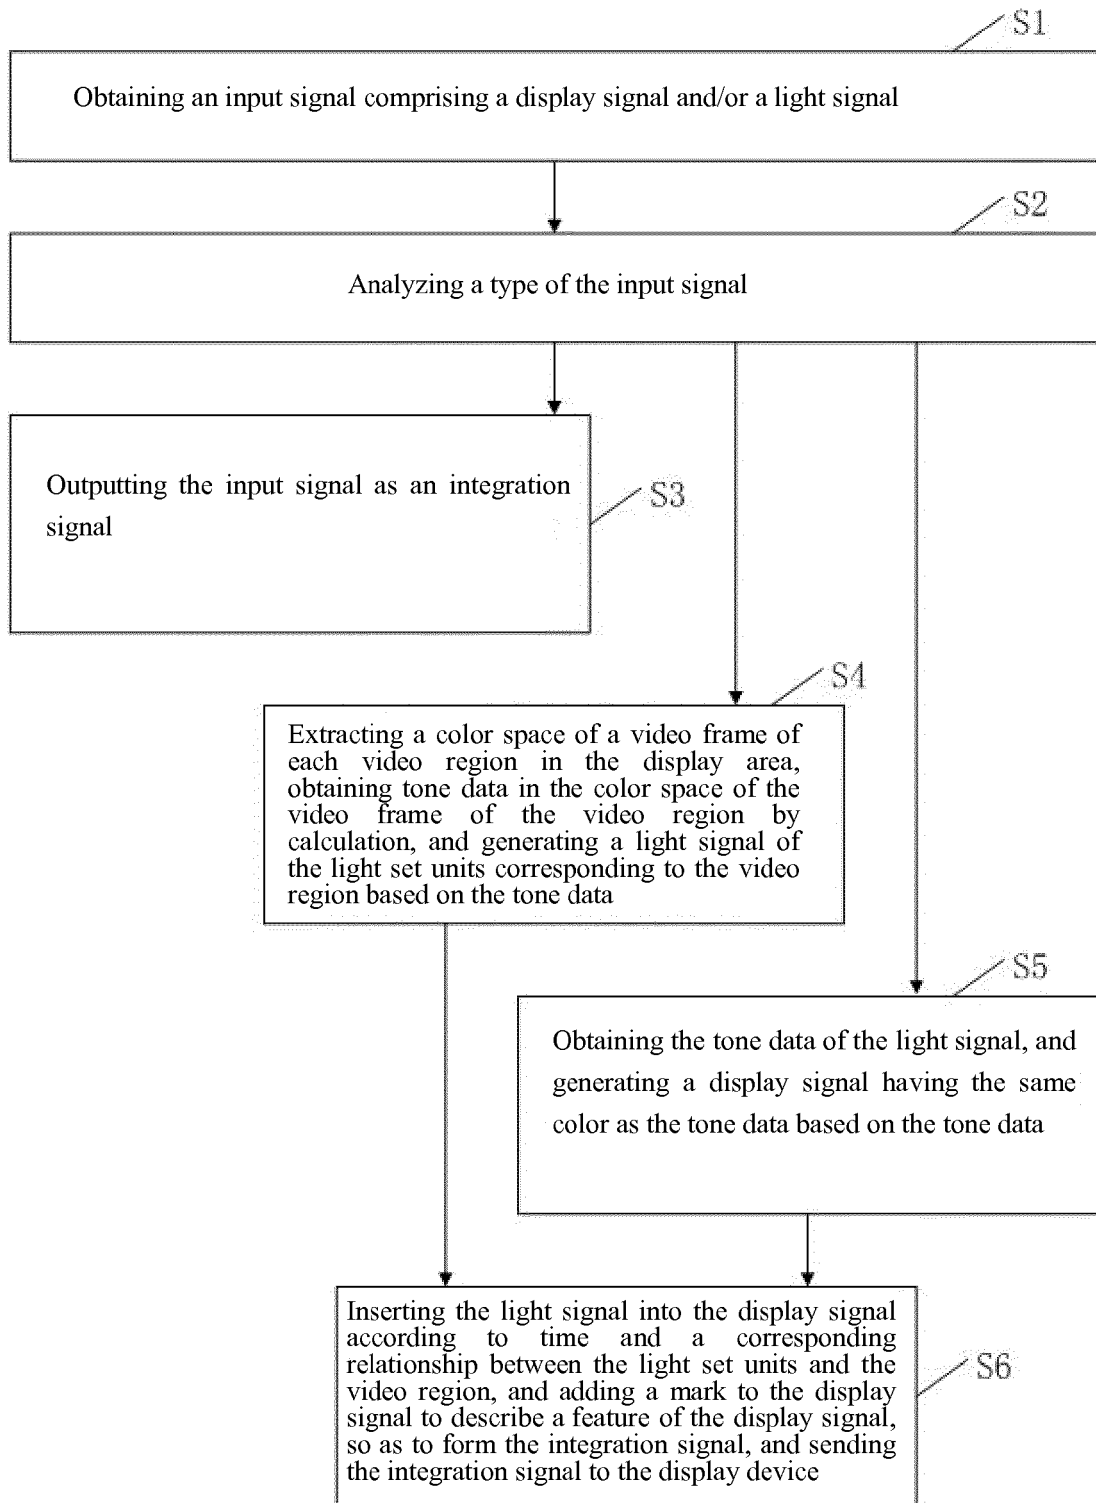 S1
Obtaining an input signal comprising a display signal and/or a light signal
S2
Analyzing a type of the input signal
Outputting the input signal as an integration
signal
S3
S4
Extracting a color space of a video frame of
each video region in the display area,
obtaining tone data in the color space of the
video frame of the video region by
calculation, and generating a light signal of
the light set units corresponding to the video
region based on the tone data
S5
Obtaining the tone data of the light signal, and
generating a display signal having the same
color as the tone data based on the tone data
Inserting the light signal into the display signal
according to time and a corresponding
relationship between the light set units and the
video region, and adding a mark to the display
signal to describe a feature of the display signal,
so as to form the integration signal, and sending
the integration signal to the display device
S6